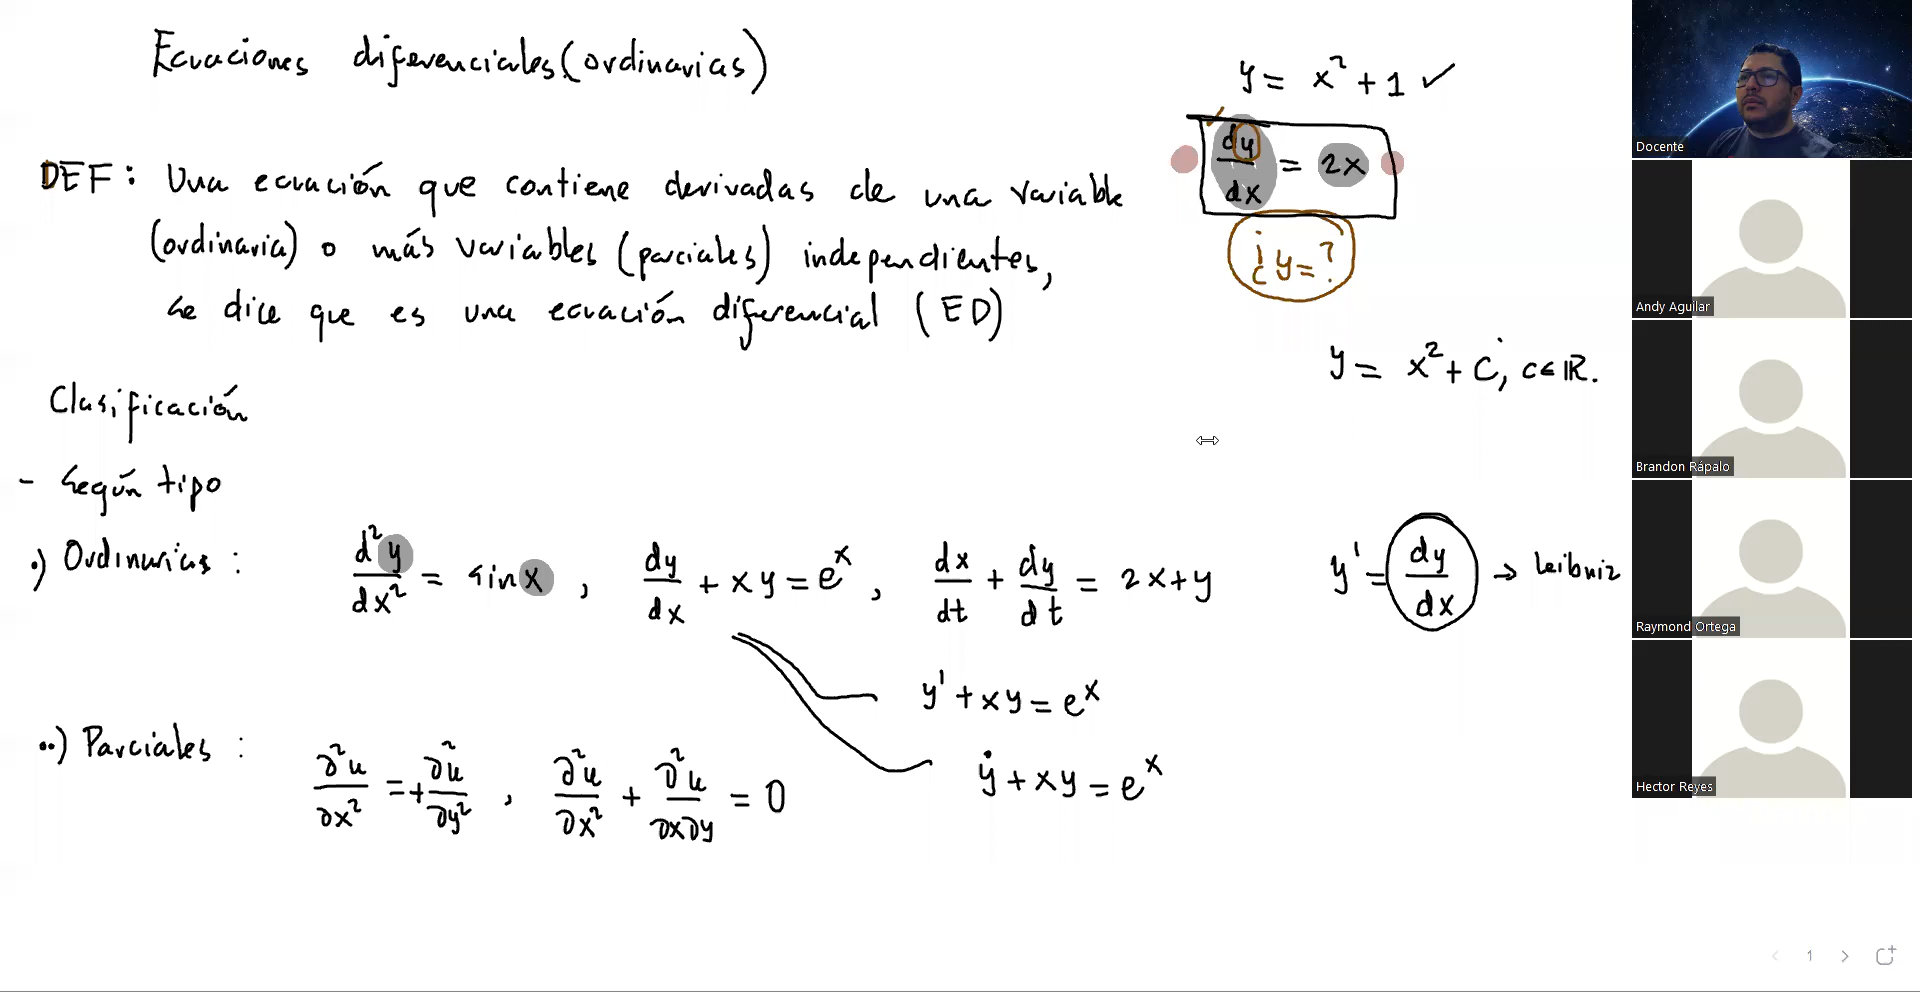 Ecuaciones diferenciales (ordinarias)
y = x² + 1 ✓
DEF: Una ecuación que contiene derivadas de una variable
(ordinaria) o más variables (parciales) independientes,
se dice que es una ecuación diferencial (ED)
dy/dx = 2x
¿y=?
y = x² + C, c∈ℝ.
Clasificación
- Según tipo
•) Ordinarias : d²y/dx² = sin x , dy/dx + xy = eˣ , dx/dt + dy/dt = 2x+y
y' = dy/dx → leibniz
y' + xy = eˣ
ẏ + xy = eˣ
••) Parciales : ∂²u/∂x² = +∂²u/∂y² , ∂²u/∂x² + ∂²u/∂x∂y = 0
Docente
Andy Aguilar
Brandon Rápalo
Raymond Ortega
Hector Reyes
1